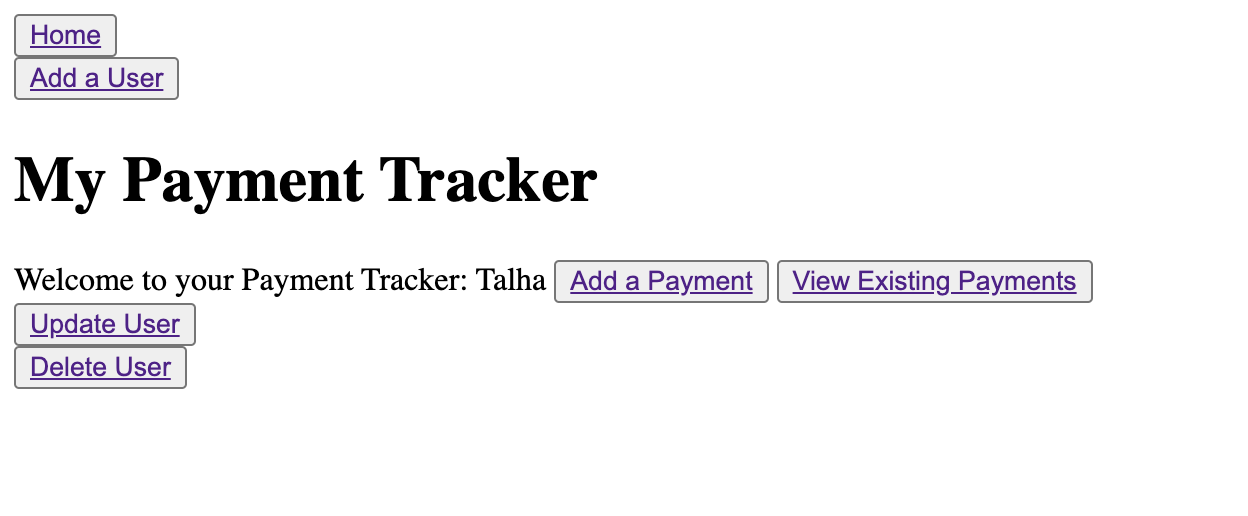 Home
Add a User
My Payment Tracker
Welcome to your Payment Tracker: Talha Add a Payment View Existing Payments
Update User
Delete User